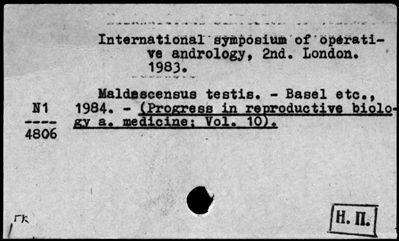 International symposium of operati-
ve andrology, 2nd. London.
1983.
Maldescensus testis. - Basel etc.,
N1 1984. - (Progress in reproductive biolo-
4806 gy a. medicine; Vol. 10).
ГК
Н. П.